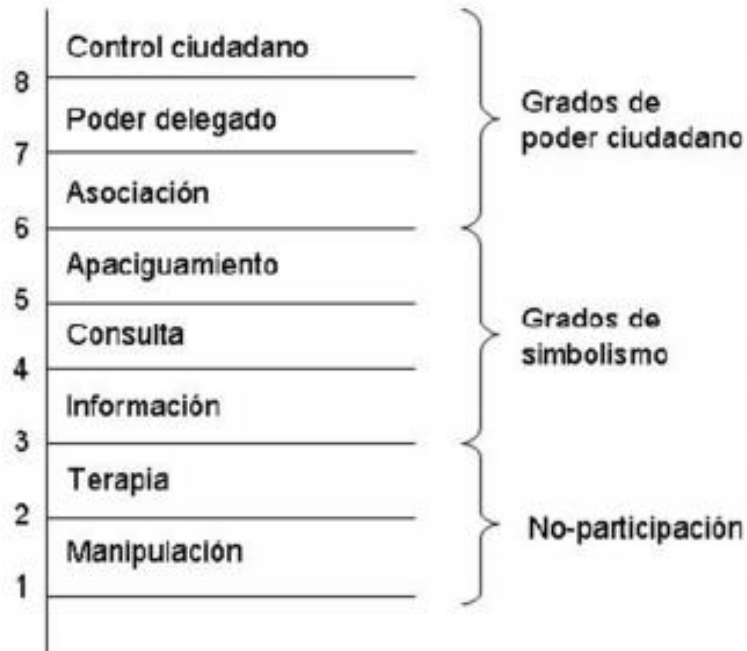 Control ciudadano
8
Poder delegado
7
Asociación
6
Apaciguamiento
5
Consulta
4
Información
3
Terapia
2
Manipulación
1
Grados de
poder ciudadano
Grados de
simbolismo
No-participación